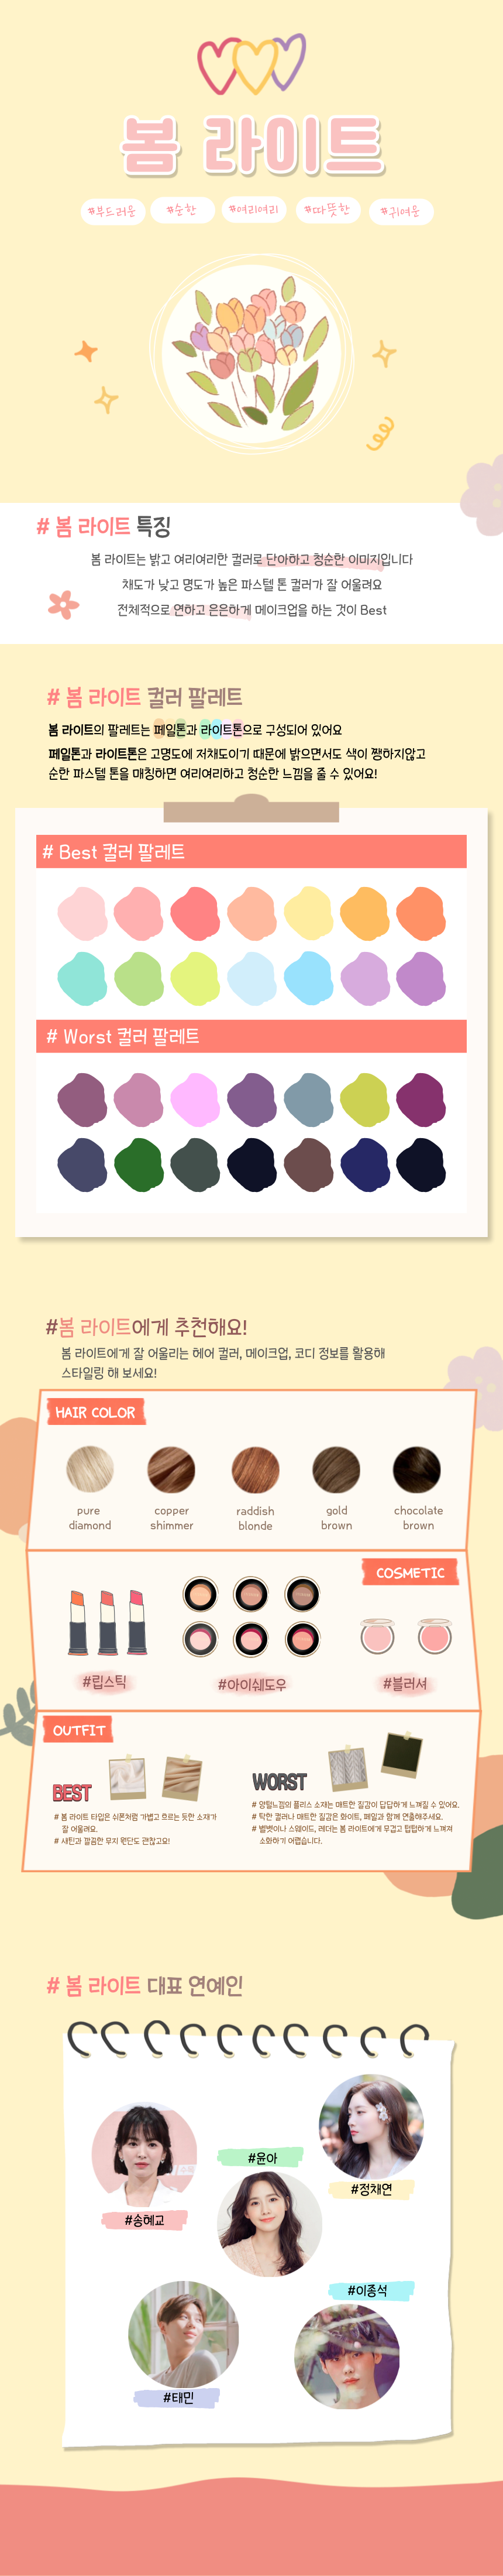 봄 라이트
#부드러운 #순한 #여리여리 #따뜻한 #귀여운
# 봄 라이트 특징
봄 라이트는 밝고 여리여리한 컬러로 단아하고 청순한 이미지입니다
채도가 낮고 명도가 높은 파스텔 톤 컬러가 잘 어울려요
전체적으로 연하고 은은하게 메이크업을 하는 것이 Best
# 봄 라이트 컬러 팔레트
봄 라이트의 팔레트는 페일톤과 라이트톤으로 구성되어 있어요
페일톤과 라이트톤은 고명도에 저채도이기 때문에 밝으면서도 색이 쨍하지않고
순한 파스텔 톤을 매칭하면 여리여리하고 청순한 느낌을 줄 수 있어요!
# Best 컬러 팔레트
# Worst 컬러 팔레트
#봄 라이트에게 추천해요!
봄 라이트에게 잘 어울리는 헤어 컬러, 메이크업, 코디 정보를 활용해
스타일링 해 보세요!
HAIR COLOR
pure diamond
copper shimmer
raddish blonde
gold brown
chocolate brown
COSMETIC
#립스틱
#아이쉐도우
#블러셔
OUTFIT
BEST
# 봄 라이트 타입은 쉬폰처럼 가볍고 흐르는 듯한 소재가
잘 어울려요.
# 새틴과 깔끔한 무지 원단도 괜찮고요!
WORST
# 양털느낌의 플리스 소재는 매트한 질감이 답답하게 느껴질 수 있어요.
# 탁한 컬러나 매트한 질감은 화이트, 페일과 함께 연출해주세요.
# 벨벳이나 스웨이드, 레더는 봄 라이트에게 무겁고 텁텁하게 느껴져
소화하기 어렵습니다.
# 봄 라이트 대표 연예인
#윤아
#정채연
#송혜교
#이종석
#태민